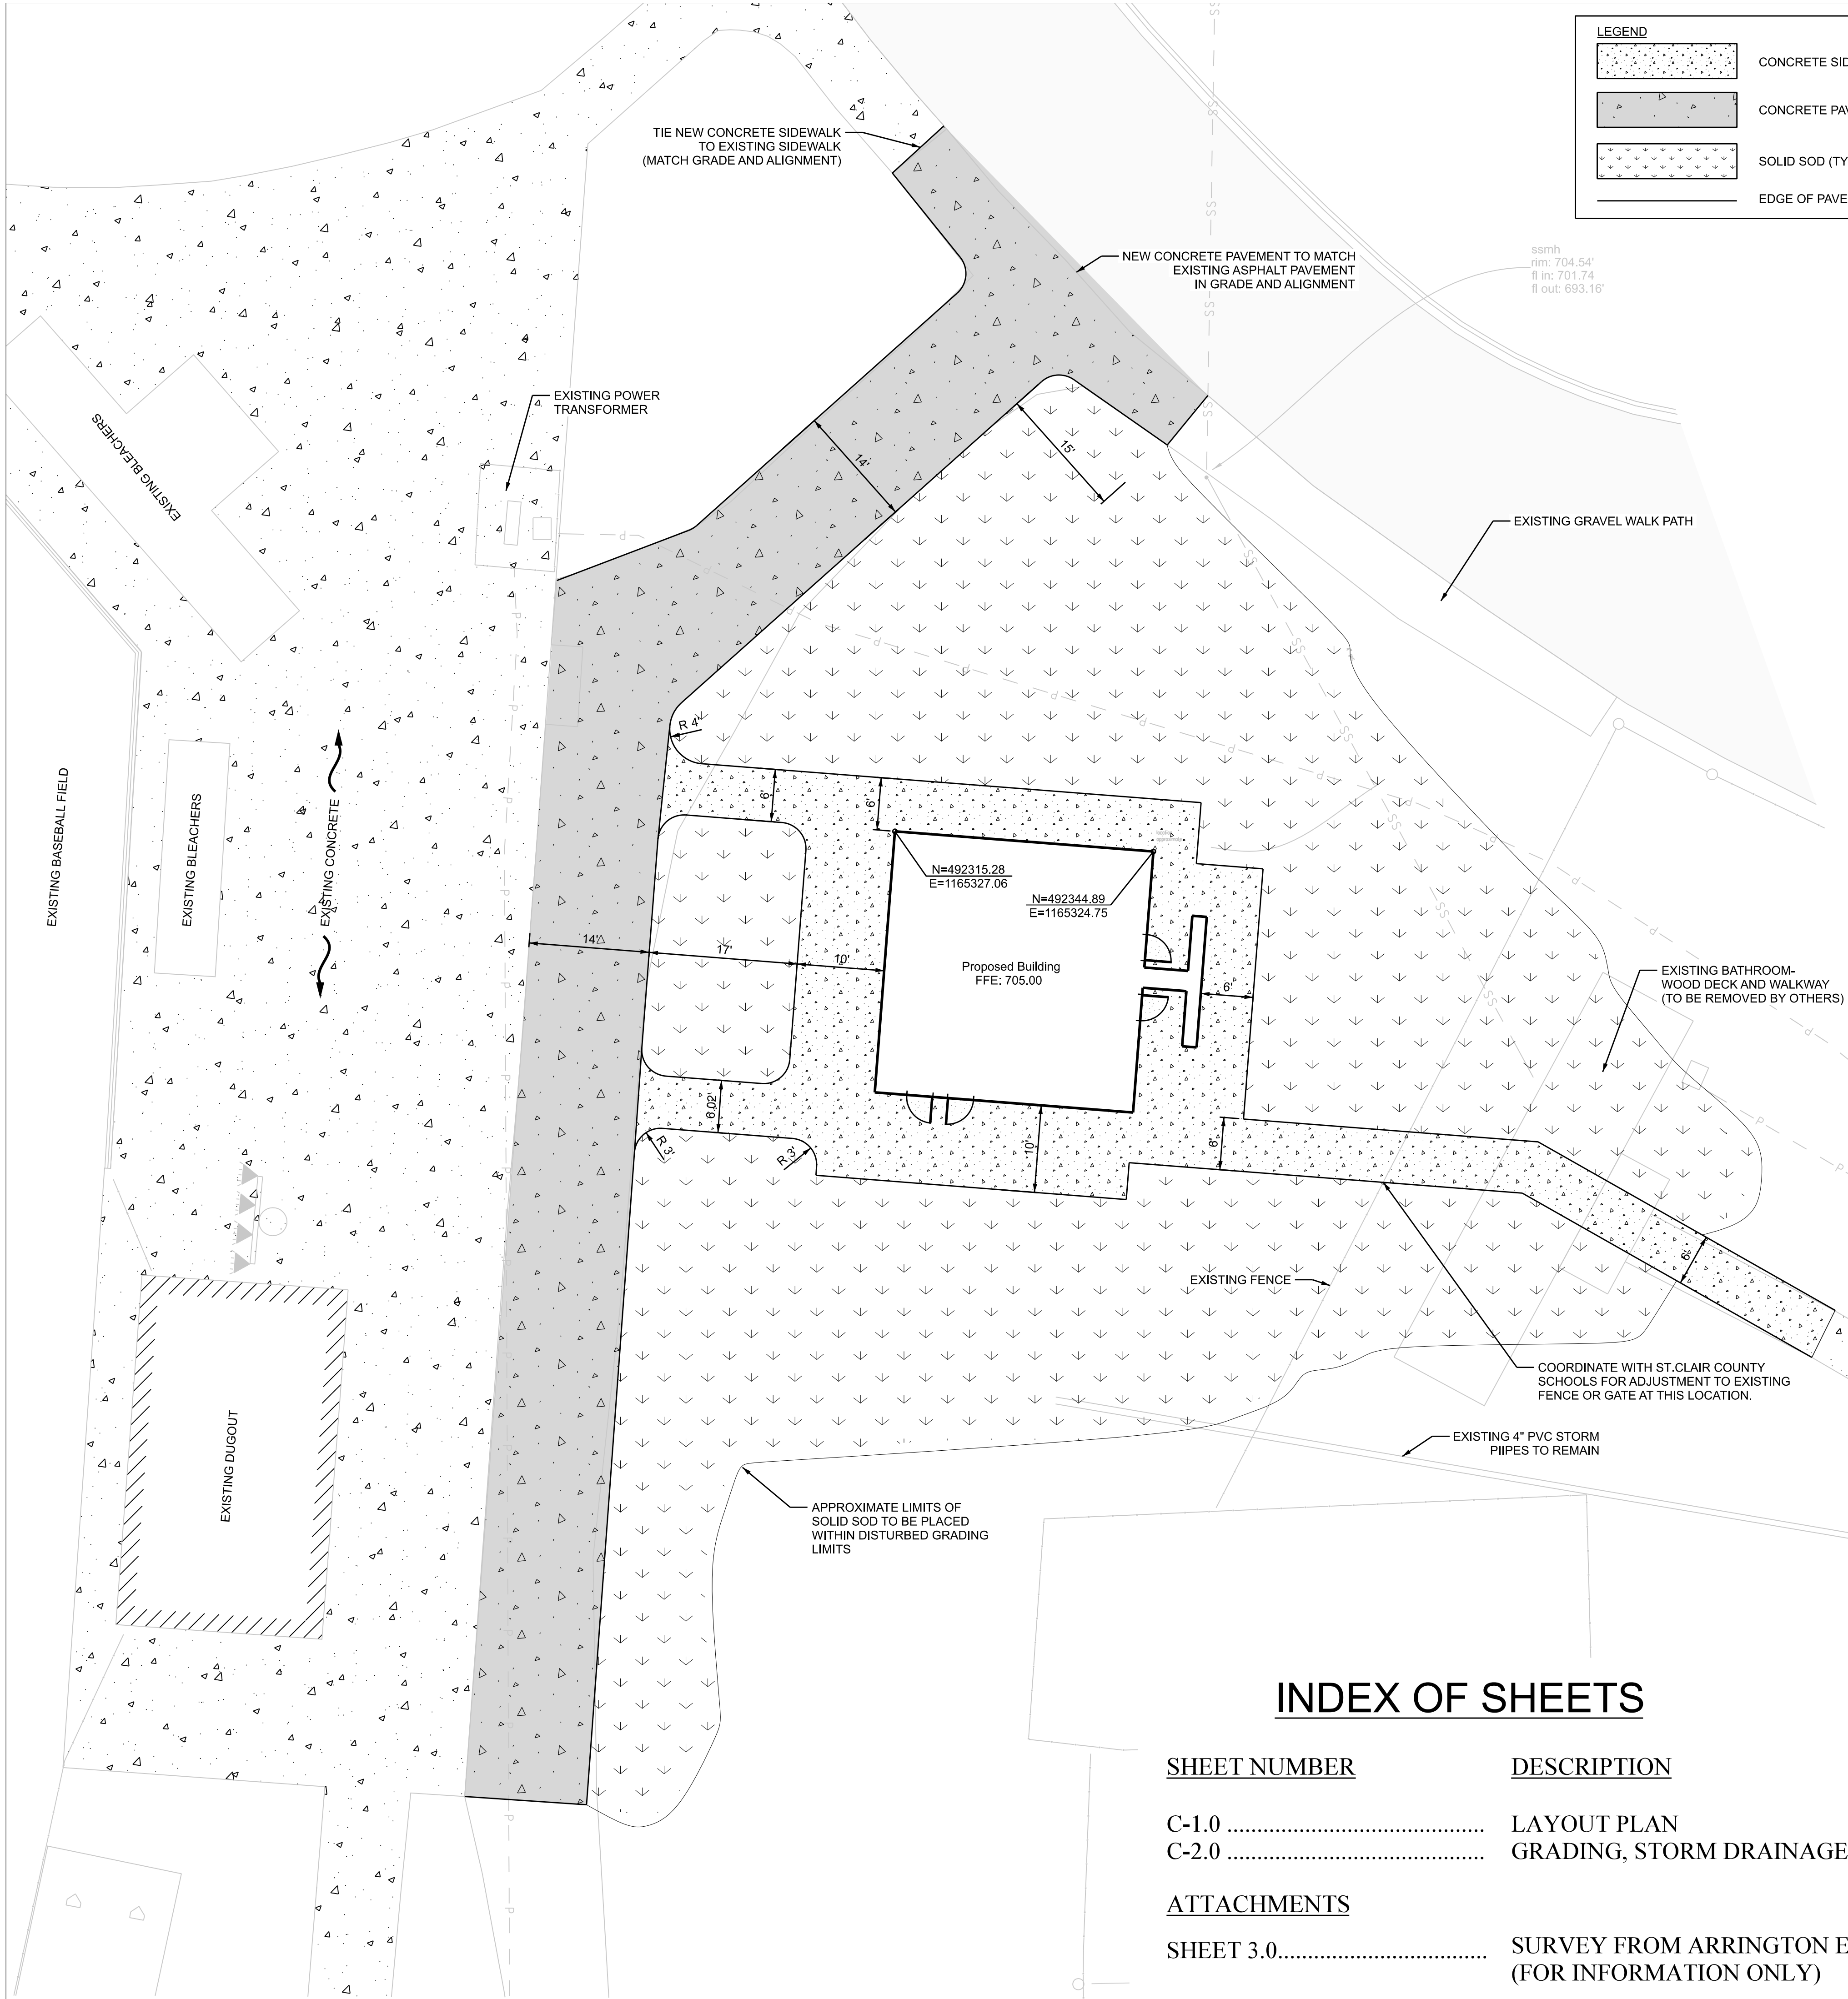 LEGEND
CONCRETE SID
CONCRETE PAV
SOLID SOD (TY
EDGE OF PAVE
TIE NEW CONCRETE SIDEWALK
TO EXISTING SIDEWALK
(MATCH GRADE AND ALIGNMENT)
NEW CONCRETE PAVEMENT TO MATCH
EXISTING ASPHALT PAVEMENT
IN GRADE AND ALIGNMENT
ssmh
rim: 704.54'
fl in: 701.74
fl out: 693.16'
EXISTING POWER
TRANSFORMER
EXISTING BLEACHERS
14'
15'
EXISTING GRAVEL WALK PATH
R 4'
6'
6'
N=492315.28
E=1165327.06
N=492344.89
E=1165324.75
EXISTING BASEBALL FIELD
EXISTING BLEACHERS
EXISTING CONCRETE
14'
17'
10'
Proposed Building
FFE: 705.00
6'
EXISTING BATHROOM-
WOOD DECK AND WALKWAY
(TO BE REMOVED BY OTHERS)
6.02'
R 3'
R 3'
10'
6'
6'
EXISTING FENCE
COORDINATE WITH ST.CLAIR COUNTY
SCHOOLS FOR ADJUSTMENT TO EXISTING
FENCE OR GATE AT THIS LOCATION.
EXISTING 4" PVC STORM
PIIPES TO REMAIN
EXISTING DUGOUT
APPROXIMATE LIMITS OF
SOLID SOD TO BE PLACED
WITHIN DISTURBED GRADING
LIMITS
INDEX OF SHEETS
SHEET NUMBER DESCRIPTION
C-1.0 ............................................ LAYOUT PLAN
C-2.0 ............................................ GRADING, STORM DRAINAGE
ATTACHMENTS
SHEET 3.0.................................... SURVEY FROM ARRINGTON E
(FOR INFORMATION ONLY)